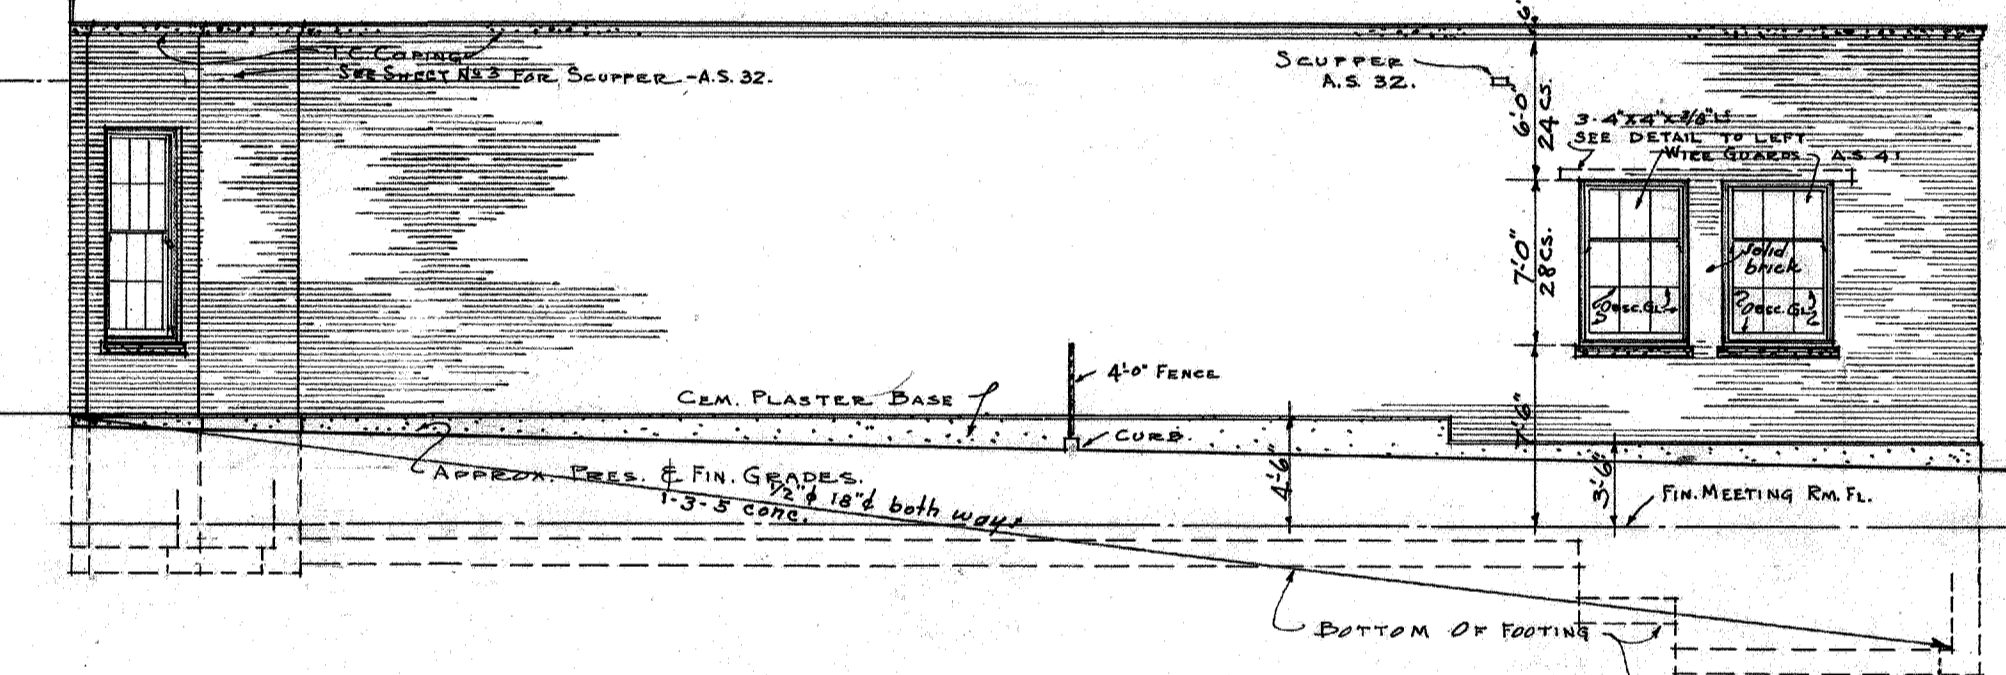 T.C. COPING
SEE SHEET No 3 FOR SCUPPER -A.S. 32.
SCUPPER
A.S. 32.
6"
6'-0"
24 CS.
3-4"x4"x3/8" Ls
SEE DETAIL TO LEFT
WIRE GUARDS A.S. 41
7'-0"
28 CS.
solid
brick
Obsc. GL.
Obsc. GL.
4'-0" FENCE
CEM. PLASTER BASE
CURB.
7'-6"
4'-6"
3'-6"
APPROX. PRES. & FIN. GRADES.
1/2"ϕ 18"¢ both ways
1-3-5 conc.
FIN. MEETING RM. FL.
BOTTOM OF FOOTING